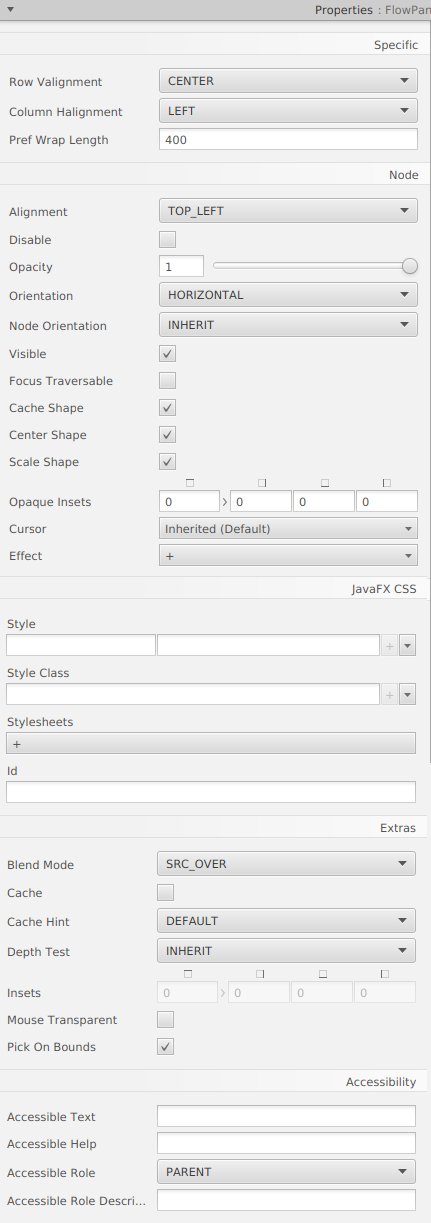 Properties : FlowPan
Specific
Row Valignment CENTER
Column Halignment LEFT
Pref Wrap Length 400
Node
Alignment TOP_LEFT
Disable
Opacity 1
Orientation HORIZONTAL
Node Orientation INHERIT
Visible
Focus Traversable
Cache Shape
Center Shape
Scale Shape
Opaque Insets 0 0 0 0
Cursor Inherited (Default)
Effect +
JavaFX CSS
Style
+
Style Class
+
Stylesheets
+
Id
Extras
Blend Mode SRC_OVER
Cache
Cache Hint DEFAULT
Depth Test INHERIT
Insets 0 0 0 0
Mouse Transparent
Pick On Bounds
Accessibility
Accessible Text
Accessible Help
Accessible Role PARENT
Accessible Role Descri...